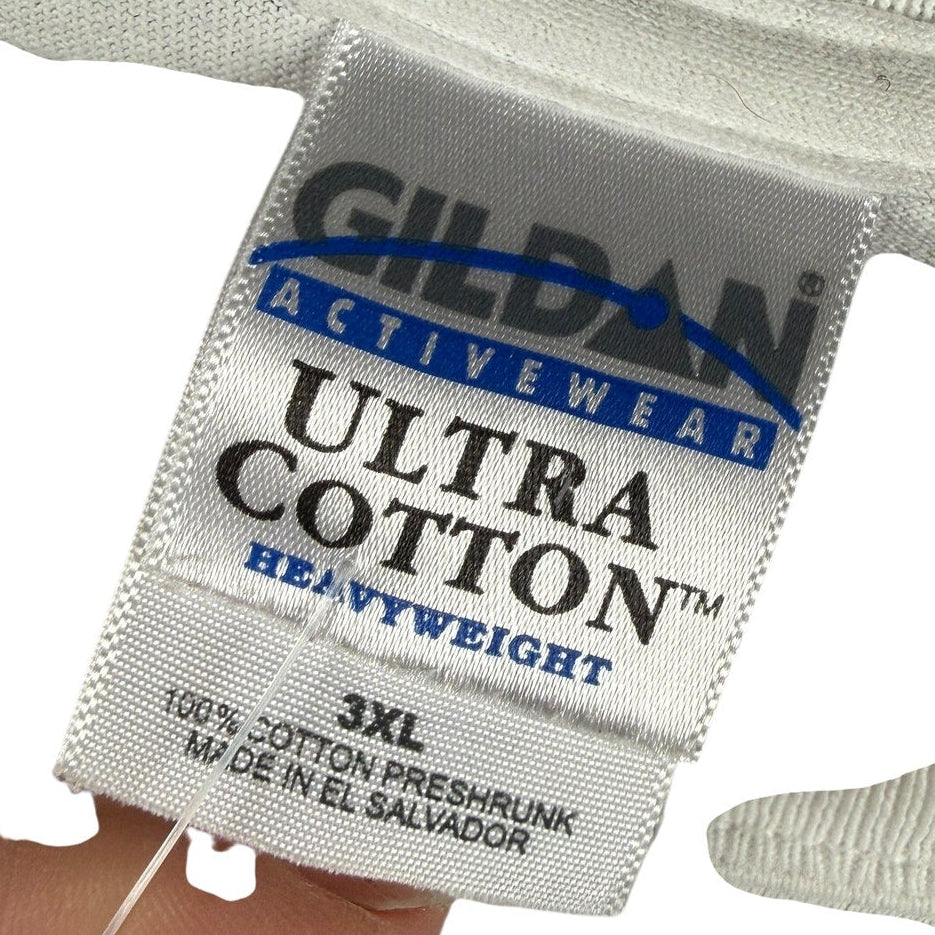 GILDAN®
ACTIVEWEAR
ULTRA
COTTON™
HEAVYWEIGHT
3XL
100% COTTON PRESHRUNK
MADE IN EL SALVADOR